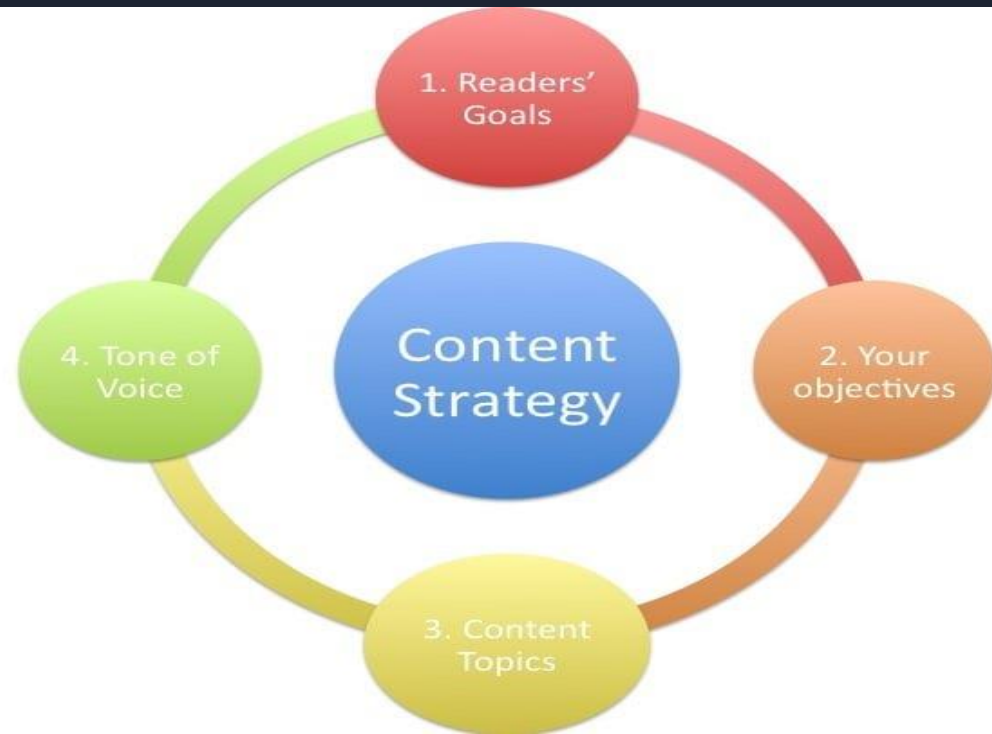 1. Readers’
Goals
2. Your
objectives
3. Content
Topics
4. Tone of
Voice
Content
Strategy